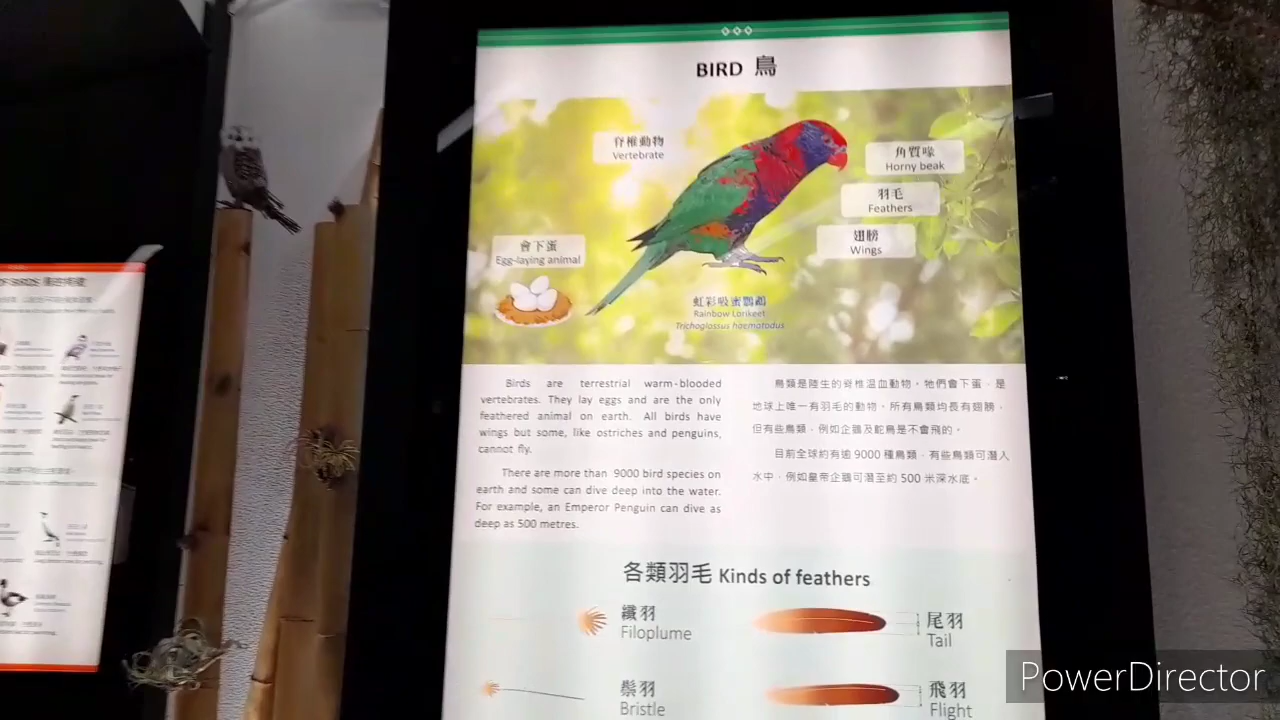 BIRD 鳥
脊椎動物
Vertebrate
角質喙
Horny beak
羽毛
Feathers
翅膀
Wings
會下蛋
Egg-laying animal
虹彩吸蜜鸚鵡
Rainbow Lorikeet
Trichoglossus haematodus
Birds are terrestrial warm-blooded
vertebrates. They lay eggs and are the only
feathered animal on earth. All birds have
wings but some, like ostriches and penguins,
cannot fly.
There are more than 9000 bird species on
earth and some can dive deep into the water.
For example, an Emperor Penguin can dive as
deep as 500 metres.
鳥類是陸生的脊椎溫血動物。牠們會下蛋，是
地球上唯一有羽毛的動物。所有鳥類均長有翅膀，
但有些鳥類，例如企鵝及鴕鳥是不會飛的。
目前全球約有逾 9000 種鳥類，有些鳥類可潛入
水中，例如皇帝企鵝可潛至約 500 米深水底。
各類羽毛 Kinds of feathers
纖羽
Filoplume
尾羽
Tail
鬃羽
Bristle
飛羽
Flight
OF BIRDS
PowerDirector